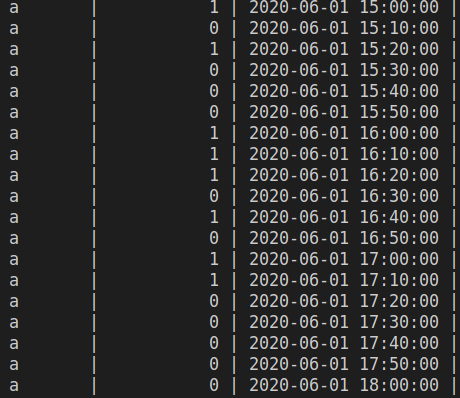 a | 1 | 2020-06-01 15:00:00 |
a | 0 | 2020-06-01 15:10:00 |
a | 1 | 2020-06-01 15:20:00 |
a | 0 | 2020-06-01 15:30:00 |
a | 0 | 2020-06-01 15:40:00 |
a | 0 | 2020-06-01 15:50:00 |
a | 1 | 2020-06-01 16:00:00 |
a | 1 | 2020-06-01 16:10:00 |
a | 1 | 2020-06-01 16:20:00 |
a | 0 | 2020-06-01 16:30:00 |
a | 1 | 2020-06-01 16:40:00 |
a | 0 | 2020-06-01 16:50:00 |
a | 1 | 2020-06-01 17:00:00 |
a | 1 | 2020-06-01 17:10:00 |
a | 0 | 2020-06-01 17:20:00 |
a | 0 | 2020-06-01 17:30:00 |
a | 0 | 2020-06-01 17:40:00 |
a | 0 | 2020-06-01 17:50:00 |
a | 0 | 2020-06-01 18:00:00 |